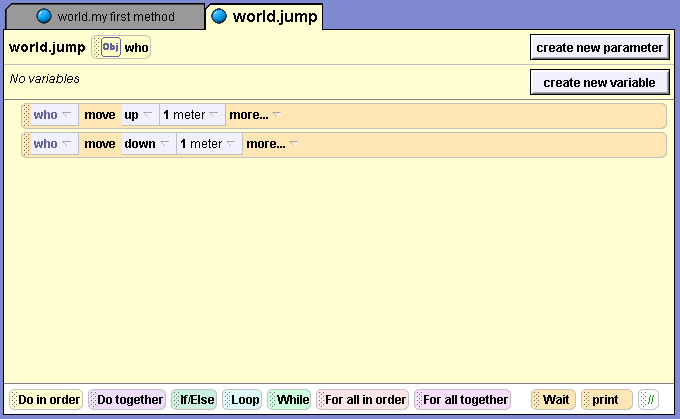 world.my first method world.jump
world.jump Obj who create new parameter
No variables create new variable
who move up 1 meter more...
who move down 1 meter more...
Do in order Do together If/Else Loop While For all in order For all together Wait print //